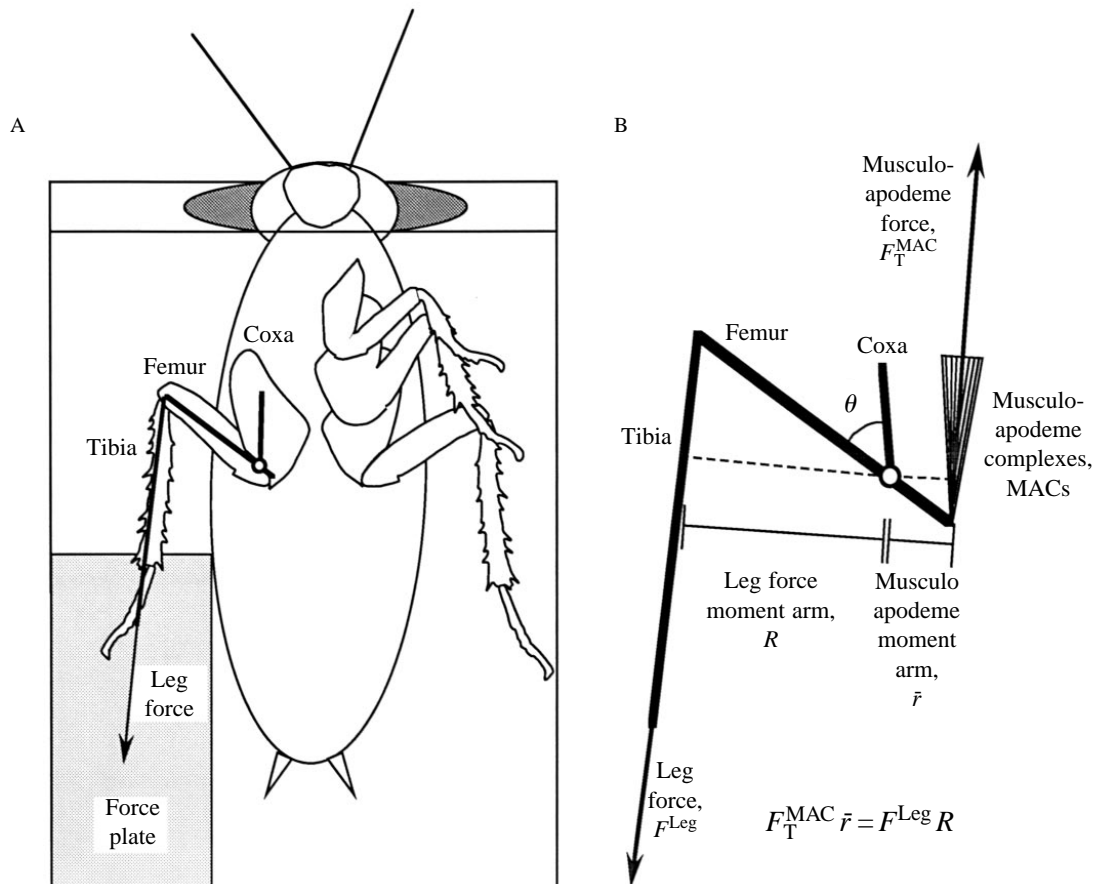 A
Coxa
Femur
Tibia
Leg
force
Force
plate
B
Musculo-
apodeme
force,
F_T^MAC
Femur
Coxa
θ
Tibia
Musculo-
apodeme
complexes,
MACs
Leg force
moment arm,
R
Musculo
apodeme
moment
arm,
r̄
Leg
force,
F^Leg
F_T^MAC r̄ = F^Leg R